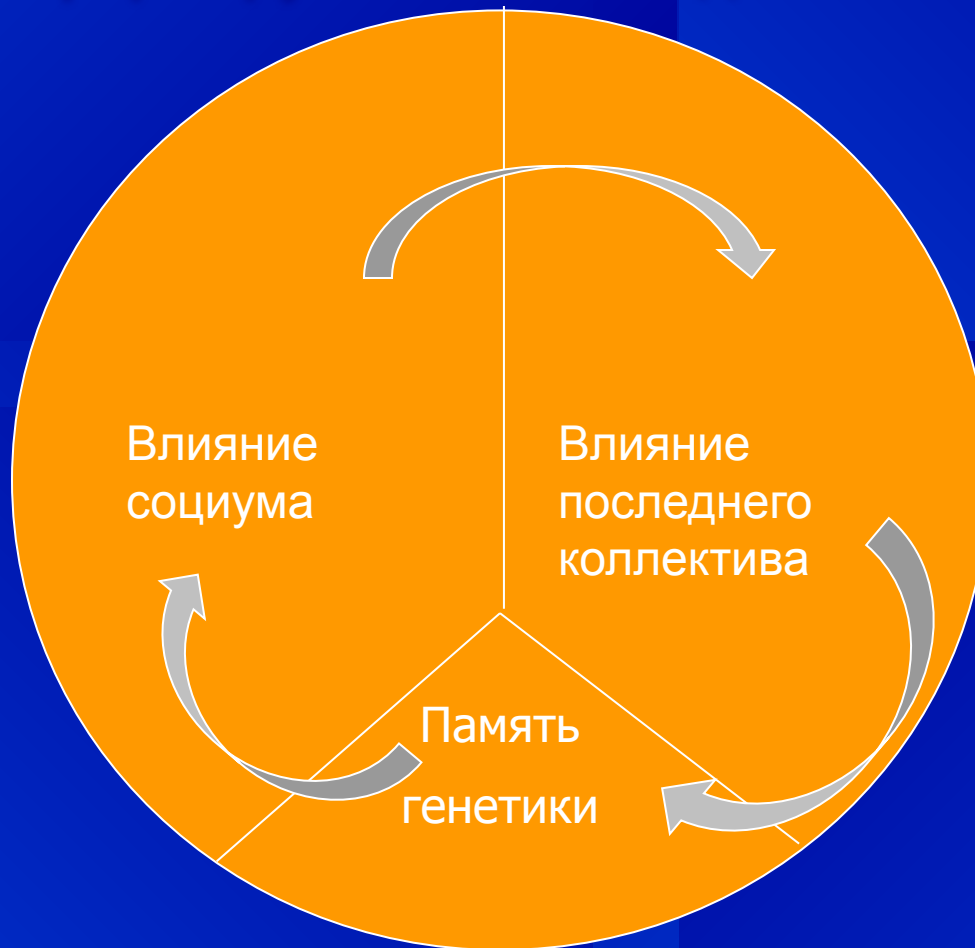 Влияние
социума
Влияние
последнего
коллектива
Память
генетики